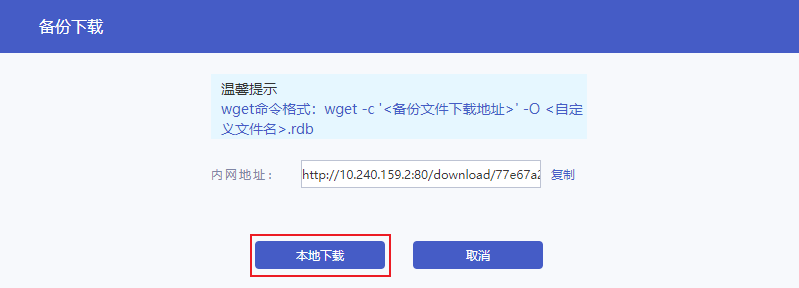 备份下载
温馨提示
wget命令格式：wget -c '<备份文件下载地址>' -O <自定
义文件名>.rdb
内网地址： http://10.240.159.2:80/download/77e67a2 复制
本地下载 取消